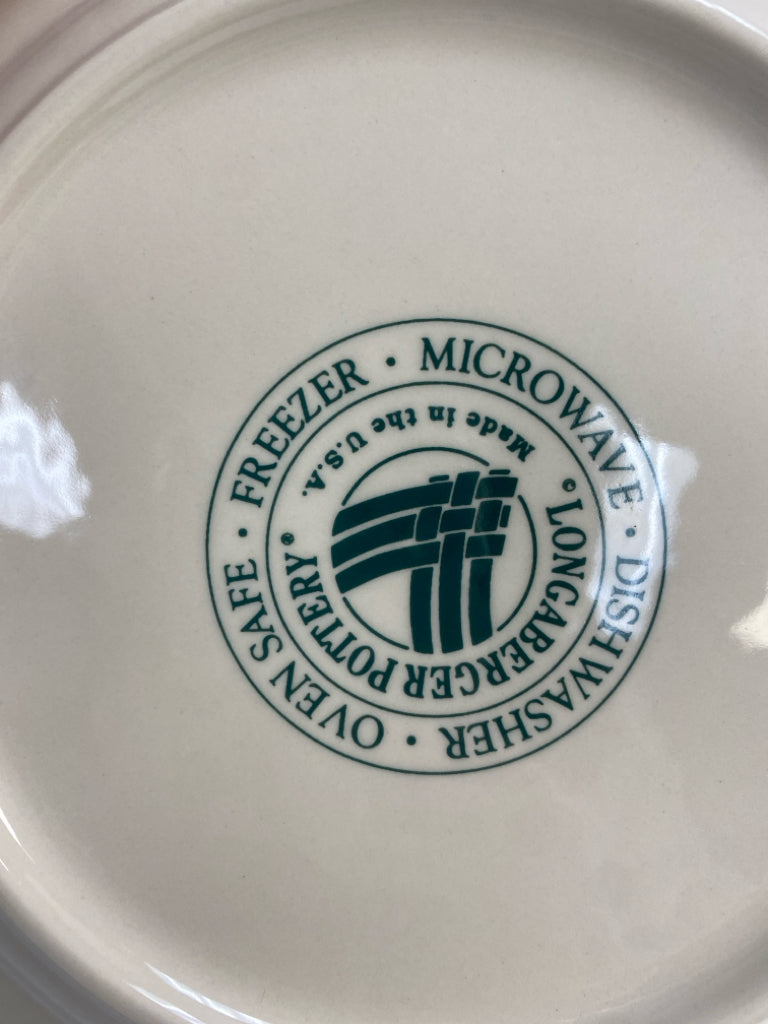 FREEZER · MICROWAVE · DISHWASHER · OVEN SAFE ·
LONGABERGER POTTERY®
Made in the U.S.A.
©